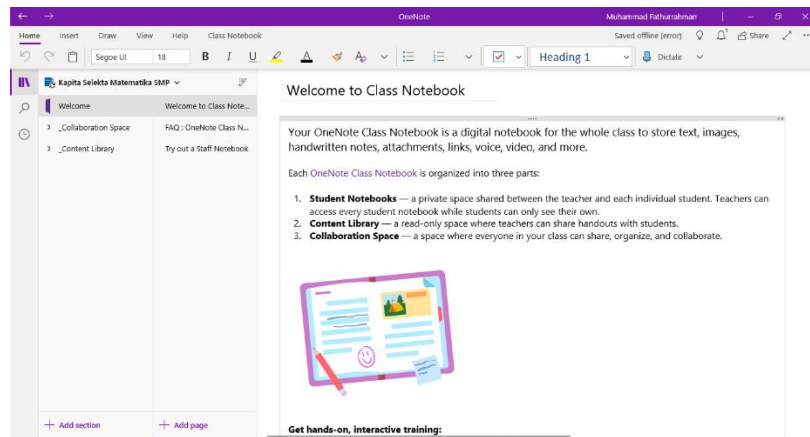 OneNote
Muhammad Fathurrahman
Home Insert Draw View Help Class Notebook
Saved offline (error) Share
Segoe UI 18 B I U A Heading 1 Dictate
Kapita Selekta Matematika SMP
Welcome
_Collaboration Space
_Content Library
Welcome to Class Note...
FAQ : OneNote Class N...
Try out a Staff Notebook
+ Add section
+ Add page
Welcome to Class Notebook
Your OneNote Class Notebook is a digital notebook for the whole class to store text, images,
handwritten notes, attachments, links, voice, video, and more.
Each OneNote Class Notebook is organized into three parts:
1. Student Notebooks — a private space shared between the teacher and each individual student. Teachers can
access every student notebook while students can only see their own.
2. Content Library — a read-only space where teachers can share handouts with students.
3. Collaboration Space — a space where everyone in your class can share, organize, and collaborate.
Get hands-on, interactive training: